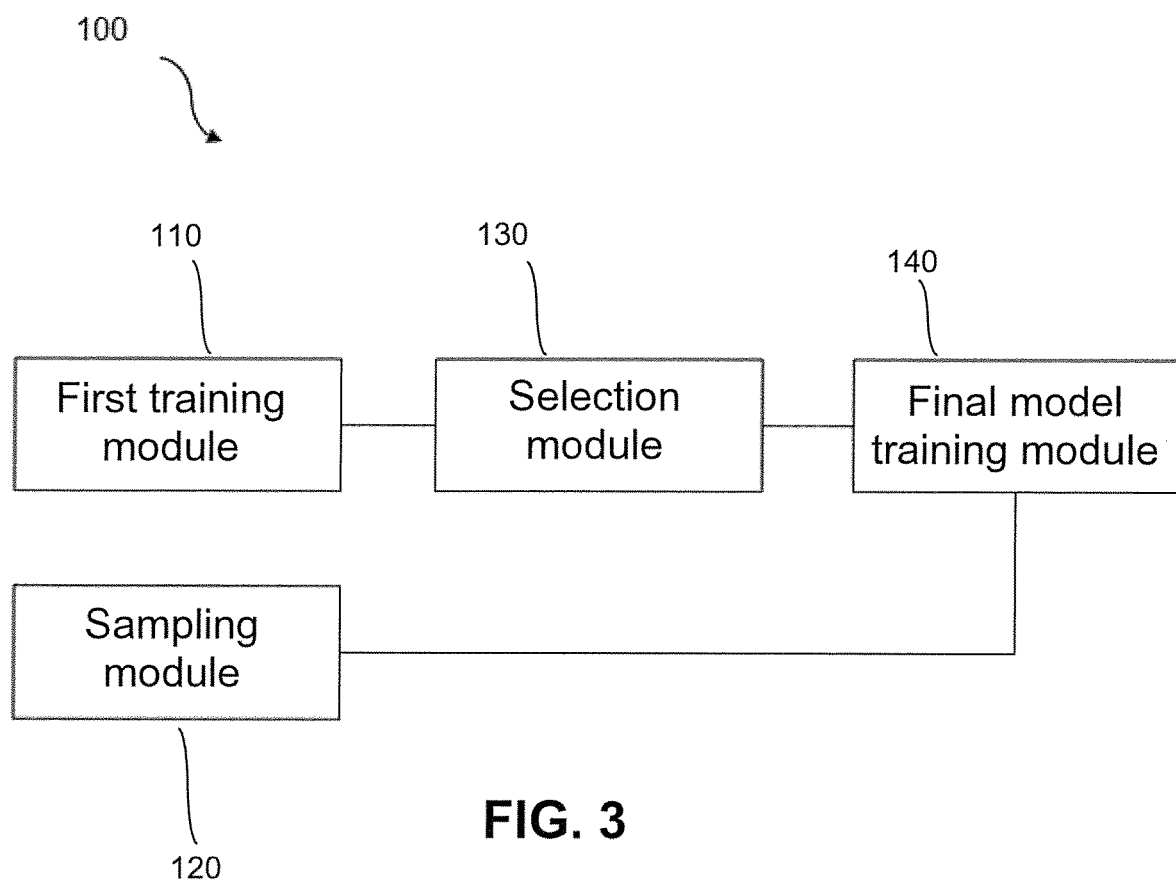 100
110
130
140
First training
module
Selection
module
Final model
training module
Sampling
module
FIG. 3
120